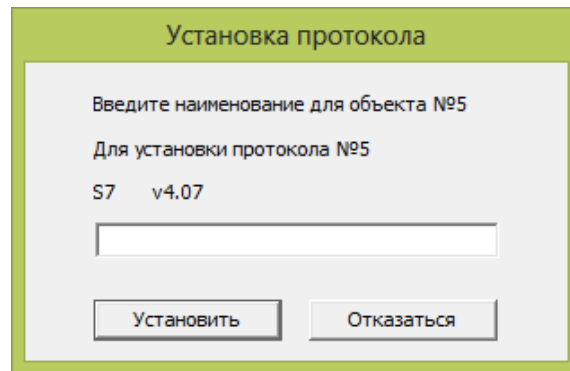 Установка протокола
Введите наименование для объекта №5
Для установки протокола №5
S7 v4.07
Установить Отказаться